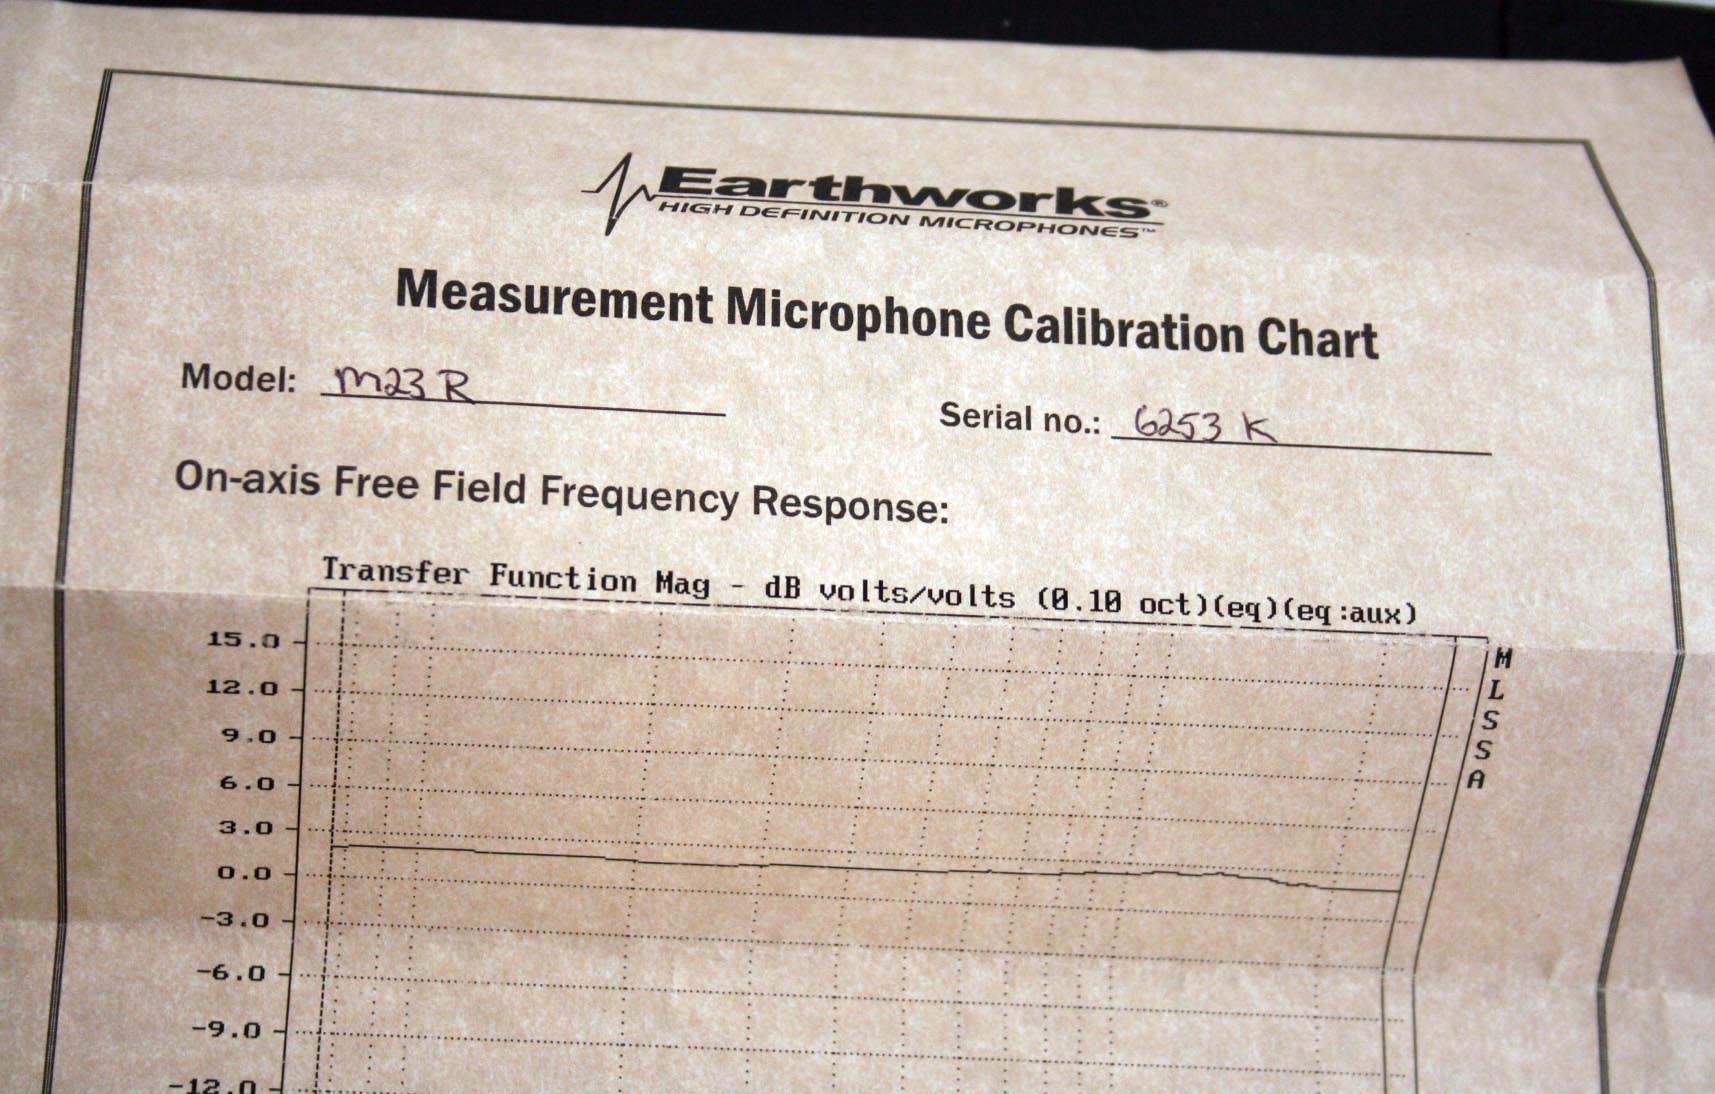 Earthworks®
HIGH DEFINITION MICROPHONES™
Measurement Microphone Calibration Chart
Model: M23 R
Serial no.: 6253 K
On-axis Free Field Frequency Response:
Transfer Function Mag - dB volts/volts (0.10 oct)(eq)(eq:aux)
15.0
12.0
9.0
6.0
3.0
0.0
-3.0
-6.0
-9.0
-12.0
M
L
S
S
A